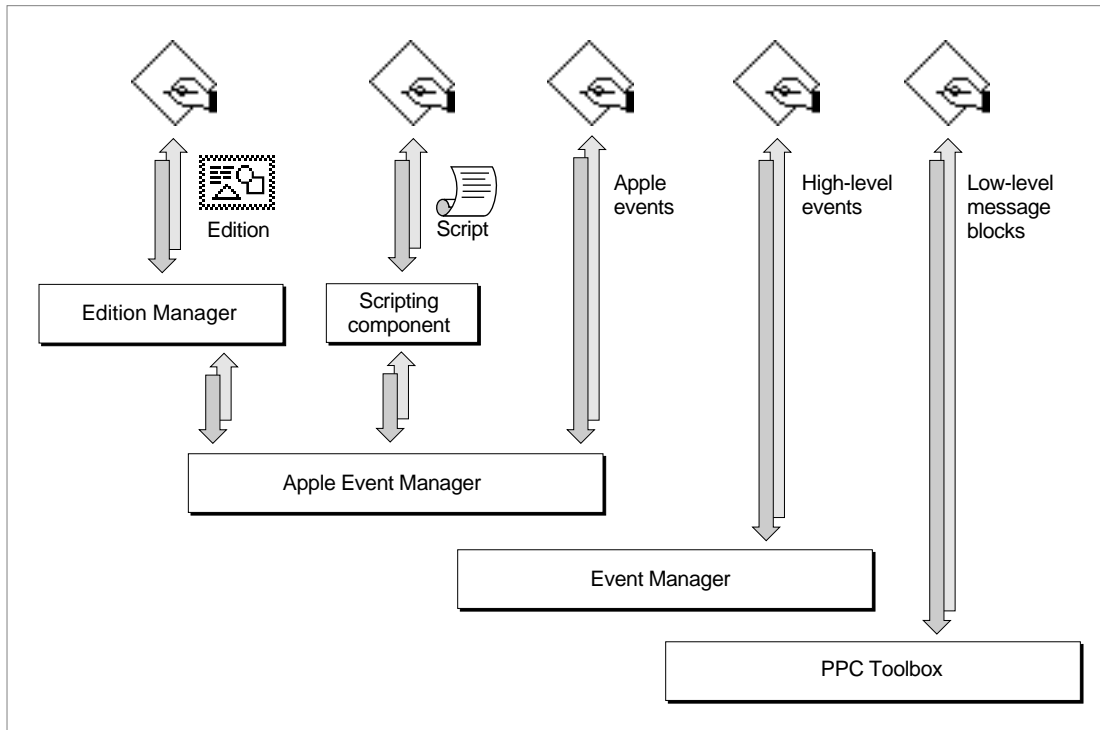 Edition
Script
Apple
events
High-level
events
Low-level
message
blocks
Edition Manager
Scripting
component
Apple Event Manager
Event Manager
PPC Toolbox